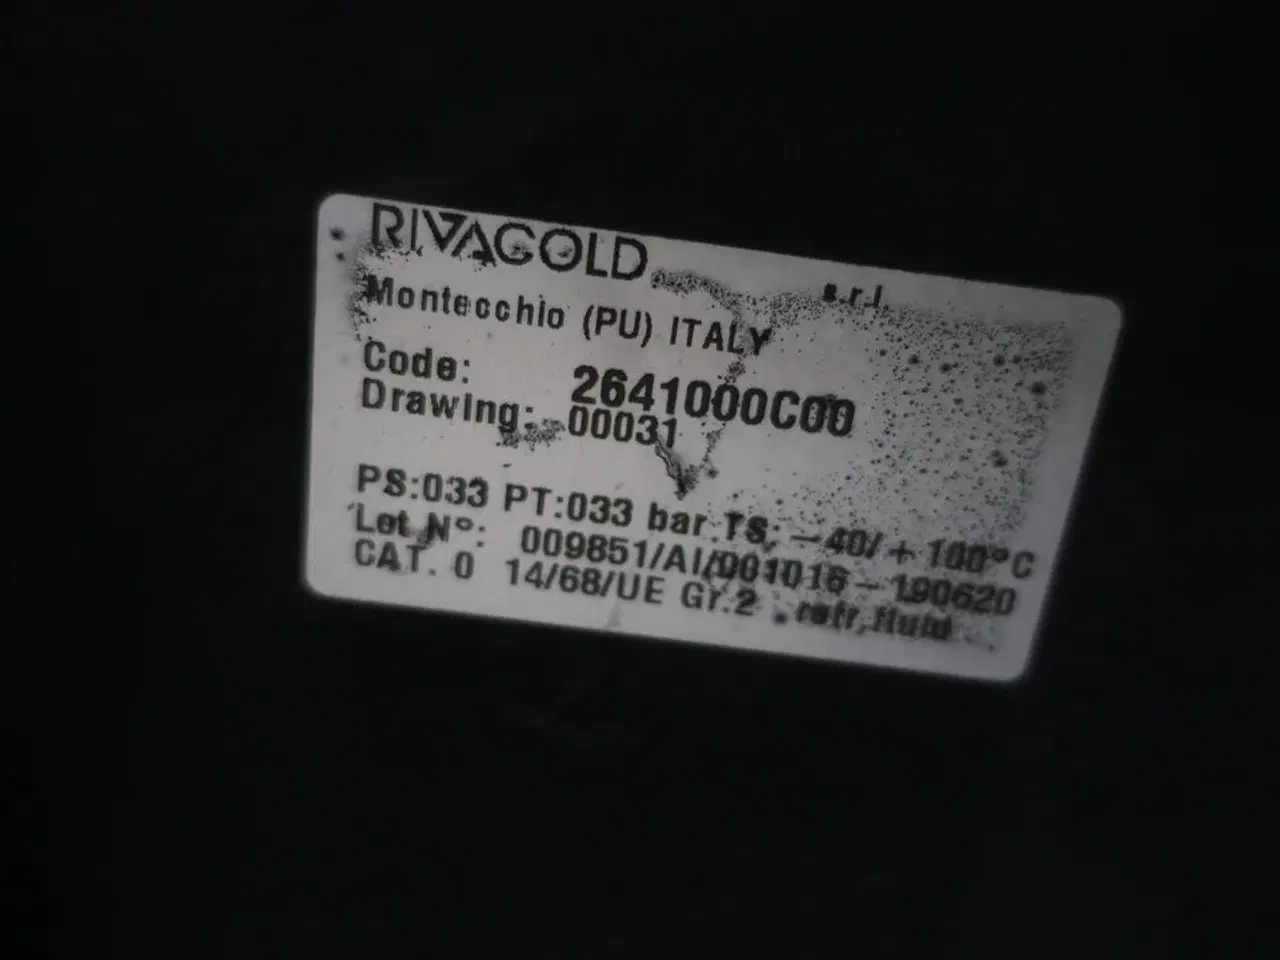 RIVAGOLD s.r.l.
Montecchio (PU) ITALY
Code: 2641000C00
Drawing: 00031
PS:033 PT:033 bar TS: -40/+100°C
Lot N°: 009851/AI/001016-190620
CAT. 0 14/68/UE Gr.2 . refr.fluid